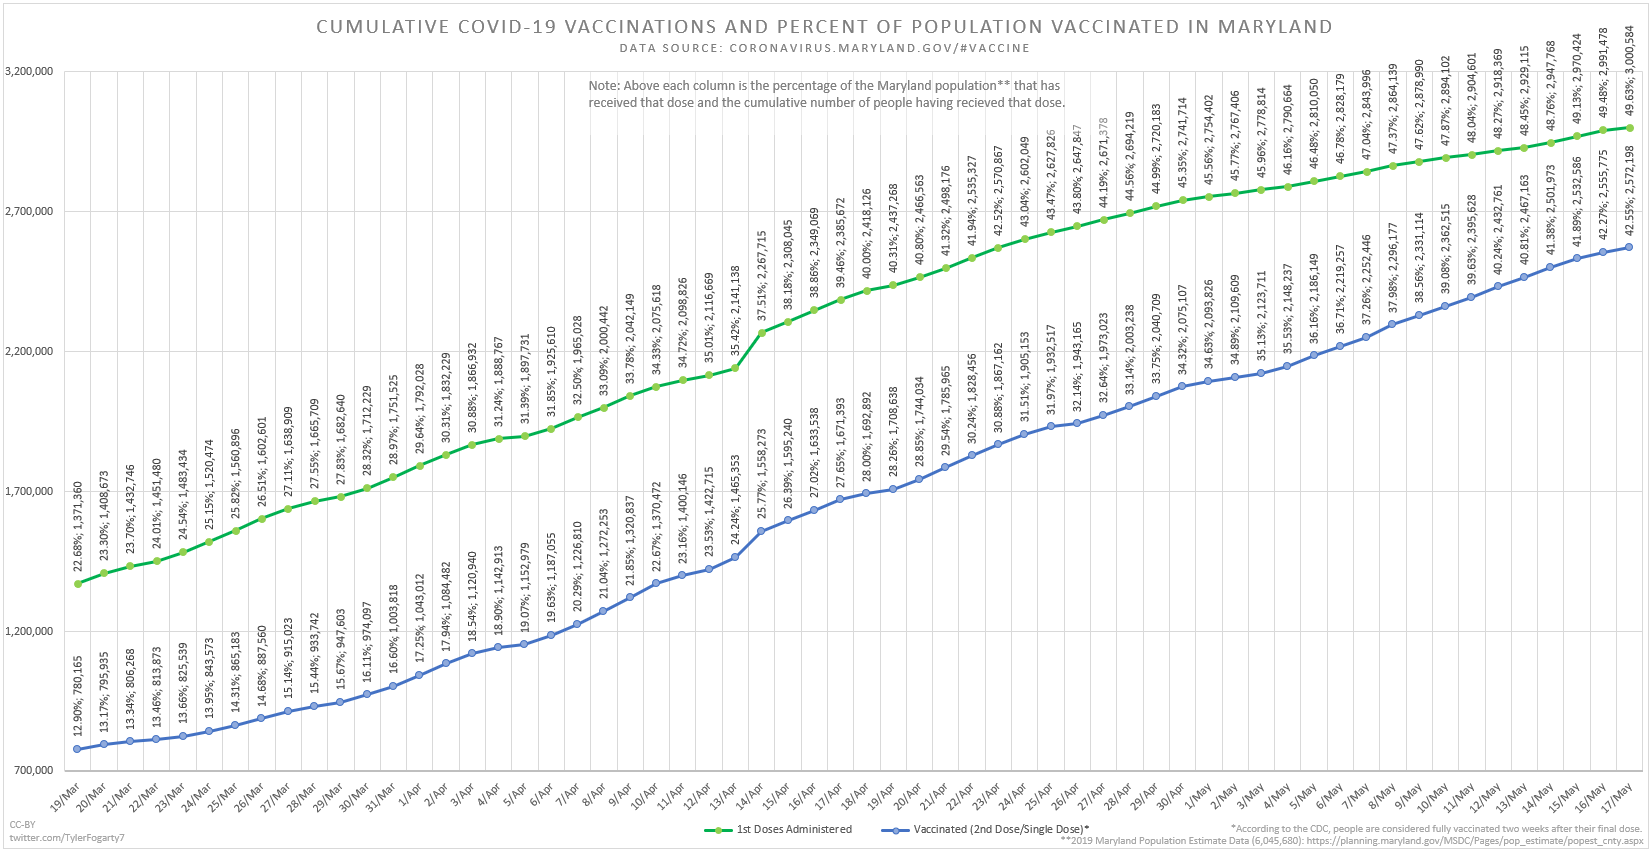 CUMULATIVE COVID-19 VACCINATIONS AND PERCENT OF POPULATION VACCINATED IN MARYLAND
DATA SOURCE: CORONAVIRUS.MARYLAND.GOV/#VACCINE
Note: Above each column is the percentage of the Maryland population** that has
received that dose and the cumulative number of people having recieved that dose.
3,200,000
2,700,000
2,200,000
1,700,000
1,200,000
700,000
22.68%; 1,371,360
23.30%; 1,408,673
23.70%; 1,432,746
24.01%; 1,451,480
24.54%; 1,483,434
25.15%; 1,520,474
25.82%; 1,560,896
26.51%; 1,602,601
27.11%; 1,638,909
27.55%; 1,665,709
27.83%; 1,682,640
28.32%; 1,712,229
28.97%; 1,751,525
29.64%; 1,792,028
30.31%; 1,832,229
30.88%; 1,866,932
31.24%; 1,888,767
31.39%; 1,897,731
31.85%; 1,925,610
32.50%; 1,965,028
33.09%; 2,000,442
33.78%; 2,042,149
34.33%; 2,075,618
34.72%; 2,098,826
35.01%; 2,116,669
35.42%; 2,141,138
37.51%; 2,267,715
38.18%; 2,308,045
38.86%; 2,349,069
39.46%; 2,385,672
40.00%; 2,418,126
40.31%; 2,437,268
40.80%; 2,466,563
41.32%; 2,498,176
41.94%; 2,535,327
42.52%; 2,570,867
43.04%; 2,602,049
43.47%; 2,627,826
43.80%; 2,647,847
44.19%; 2,671,378
44.56%; 2,694,219
44.99%; 2,720,183
45.35%; 2,741,714
45.56%; 2,754,402
45.77%; 2,767,406
45.96%; 2,778,814
46.16%; 2,790,664
46.48%; 2,810,050
46.78%; 2,828,179
47.04%; 2,843,996
47.37%; 2,864,139
47.62%; 2,878,990
47.87%; 2,894,102
48.04%; 2,904,601
48.27%; 2,918,369
48.45%; 2,929,115
48.76%; 2,947,768
49.13%; 2,970,424
49.48%; 2,991,478
49.63%; 3,000,584
12.90%; 780,165
13.17%; 795,935
13.34%; 806,268
13.46%; 813,873
13.66%; 825,539
13.95%; 843,573
14.31%; 865,183
14.68%; 887,560
15.14%; 915,023
15.44%; 933,742
15.67%; 947,603
16.11%; 974,097
16.60%; 1,003,818
17.25%; 1,043,012
17.94%; 1,084,482
18.54%; 1,120,940
18.90%; 1,142,913
19.07%; 1,152,979
19.63%; 1,187,055
20.29%; 1,226,810
21.04%; 1,272,253
21.85%; 1,320,837
22.67%; 1,370,472
23.16%; 1,400,146
23.53%; 1,422,715
24.24%; 1,465,353
25.77%; 1,558,273
26.39%; 1,595,240
27.02%; 1,633,538
27.65%; 1,671,393
28.00%; 1,692,892
28.26%; 1,708,638
28.85%; 1,744,034
29.54%; 1,785,965
30.24%; 1,828,456
30.88%; 1,867,162
31.51%; 1,905,153
31.97%; 1,932,517
32.14%; 1,943,165
32.64%; 1,973,023
33.14%; 2,003,238
33.75%; 2,040,709
34.32%; 2,075,107
34.63%; 2,093,826
34.89%; 2,109,609
35.13%; 2,123,711
35.53%; 2,148,237
36.16%; 2,186,149
36.71%; 2,219,257
37.26%; 2,252,446
37.98%; 2,296,177
38.56%; 2,331,114
39.08%; 2,362,515
39.63%; 2,395,628
40.24%; 2,432,761
40.81%; 2,467,163
41.38%; 2,501,973
41.89%; 2,532,586
42.27%; 2,555,775
42.55%; 2,572,198
19/Mar
20/Mar
21/Mar
22/Mar
23/Mar
24/Mar
25/Mar
26/Mar
27/Mar
28/Mar
29/Mar
30/Mar
31/Mar
1/Apr
2/Apr
3/Apr
4/Apr
5/Apr
6/Apr
7/Apr
8/Apr
9/Apr
10/Apr
11/Apr
12/Apr
13/Apr
14/Apr
15/Apr
16/Apr
17/Apr
18/Apr
19/Apr
20/Apr
21/Apr
22/Apr
23/Apr
24/Apr
25/Apr
26/Apr
27/Apr
28/Apr
29/Apr
30/Apr
1/May
2/May
3/May
4/May
5/May
6/May
7/May
8/May
9/May
10/May
11/May
12/May
13/May
14/May
15/May
16/May
17/May
CC-BY
twitter.com/TylerFogarty7
1st Doses Administered
Vaccinated (2nd Dose/Single Dose)*
*According to the CDC, people are considered fully vaccinated two weeks after their final dose.
**2019 Maryland Population Estimate Data (6,045,680): https://planning.maryland.gov/MSDC/Pages/pop_estimate/popest_cnty.aspx